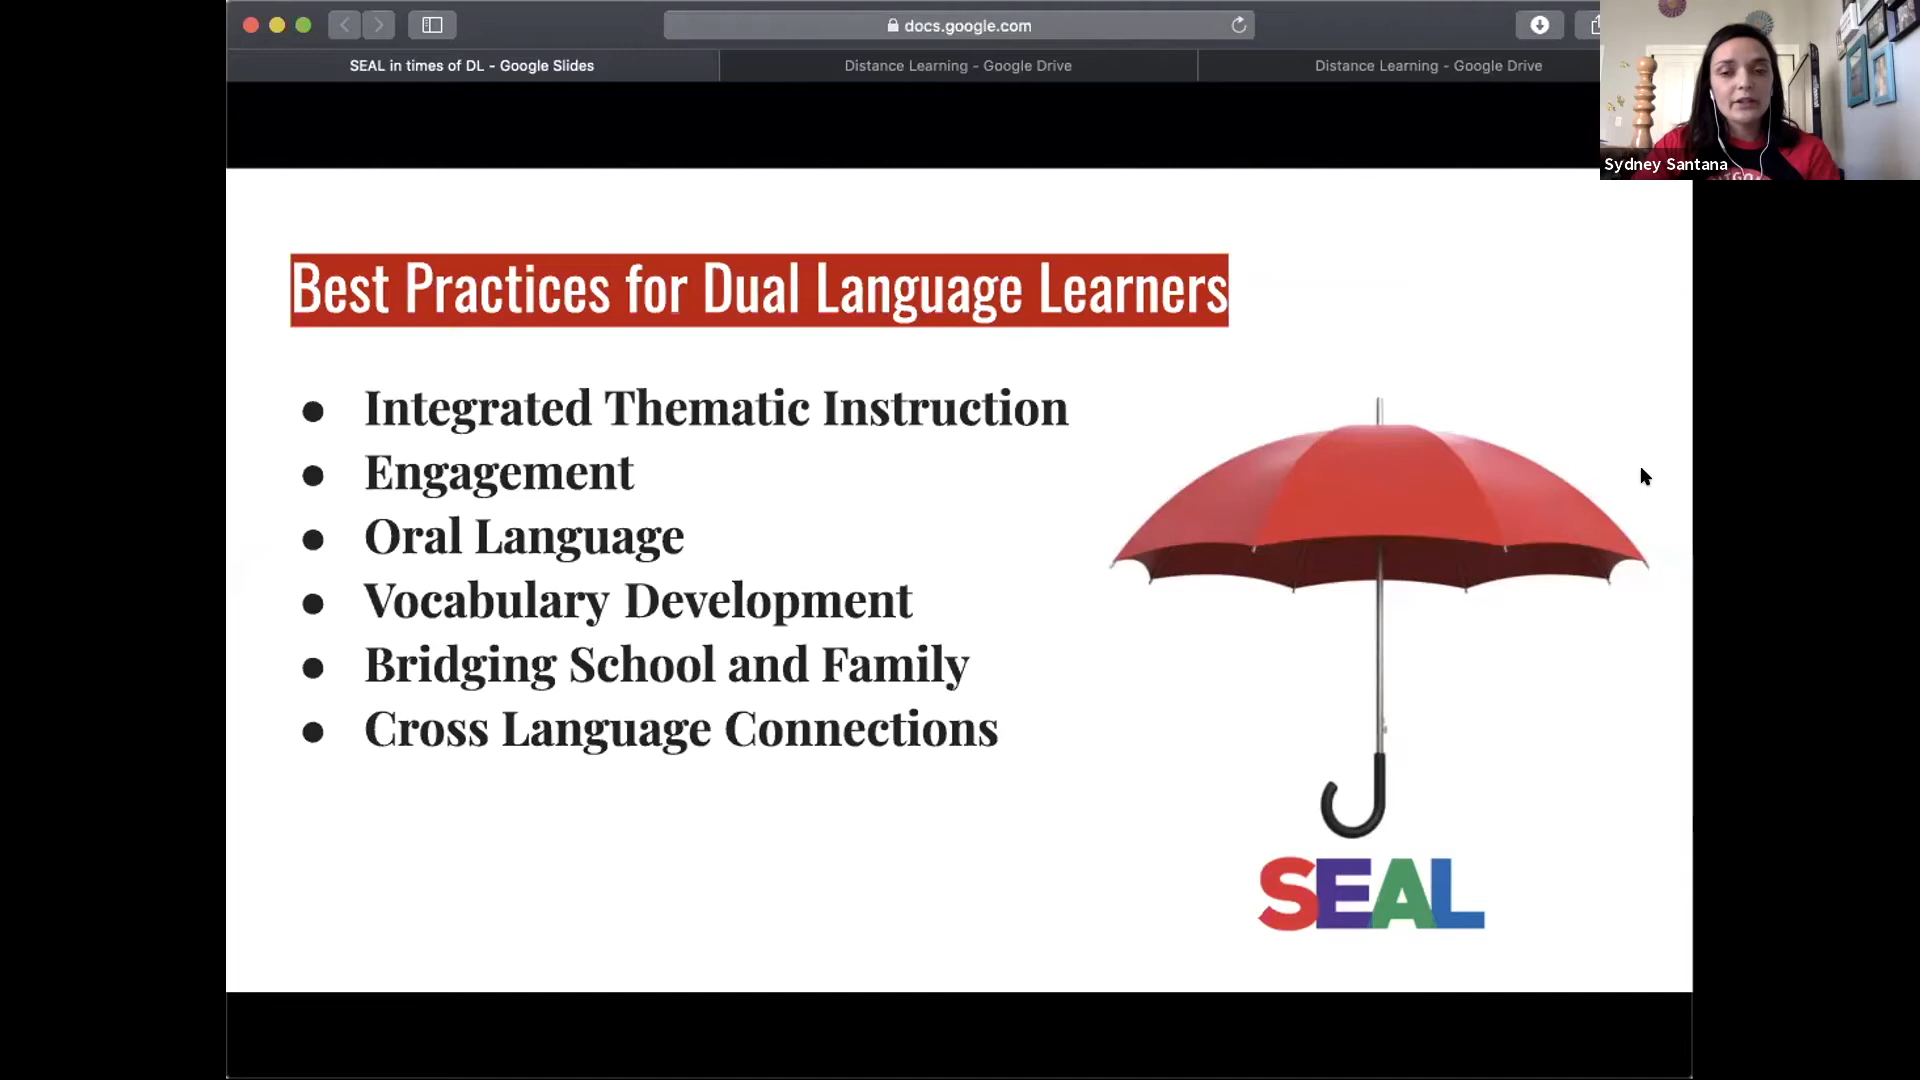 docs.google.com
SEAL in times of DL - Google Slides
Distance Learning - Google Drive
Distance Learning - Google Drive
Sydney Santana
Best Practices for Dual Language Learners
● Integrated Thematic Instruction
● Engagement
● Oral Language
● Vocabulary Development
● Bridging School and Family
● Cross Language Connections
SEAL